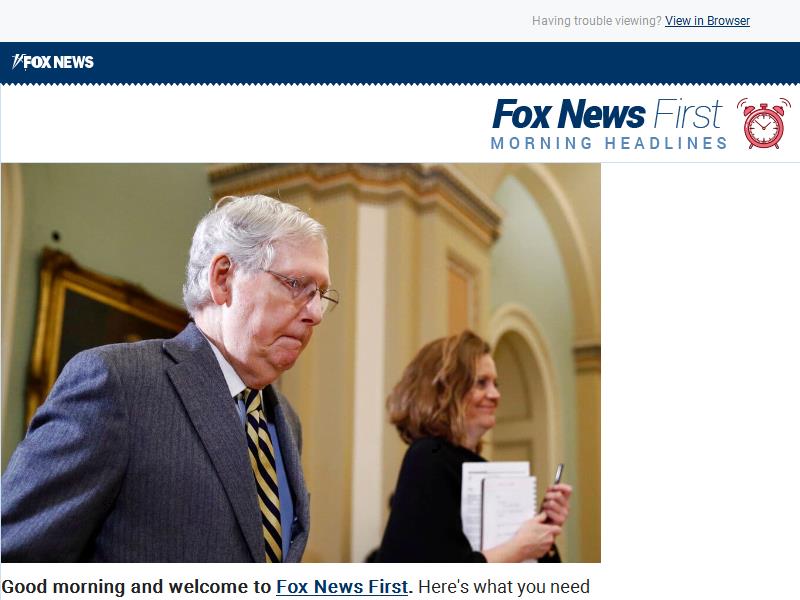 Having trouble viewing? View in Browser
FOX NEWS
Fox News First
MORNING HEADLINES
Good morning and welcome to Fox News First. Here's what you need